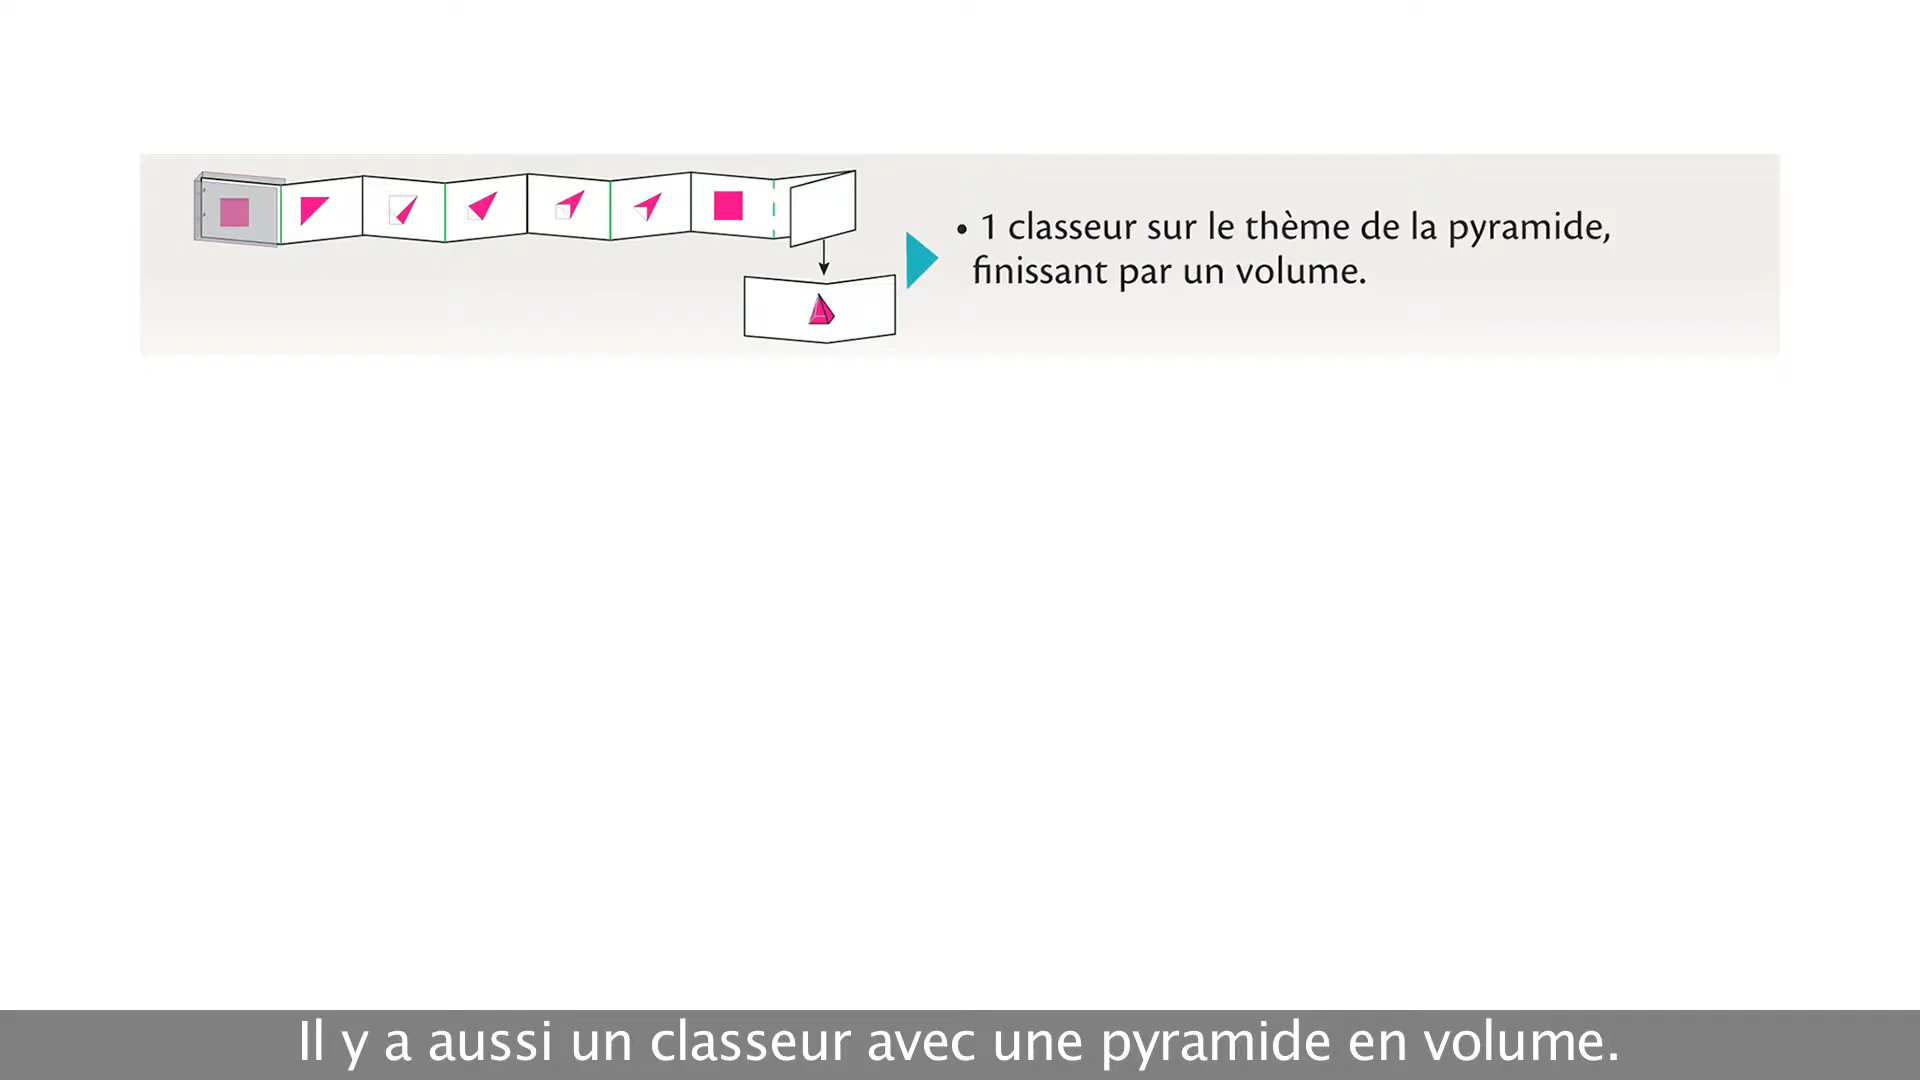 • 1 classeur sur le thème de la pyramide,
finissant par un volume.
Il y a aussi un classeur avec une pyramide en volume.